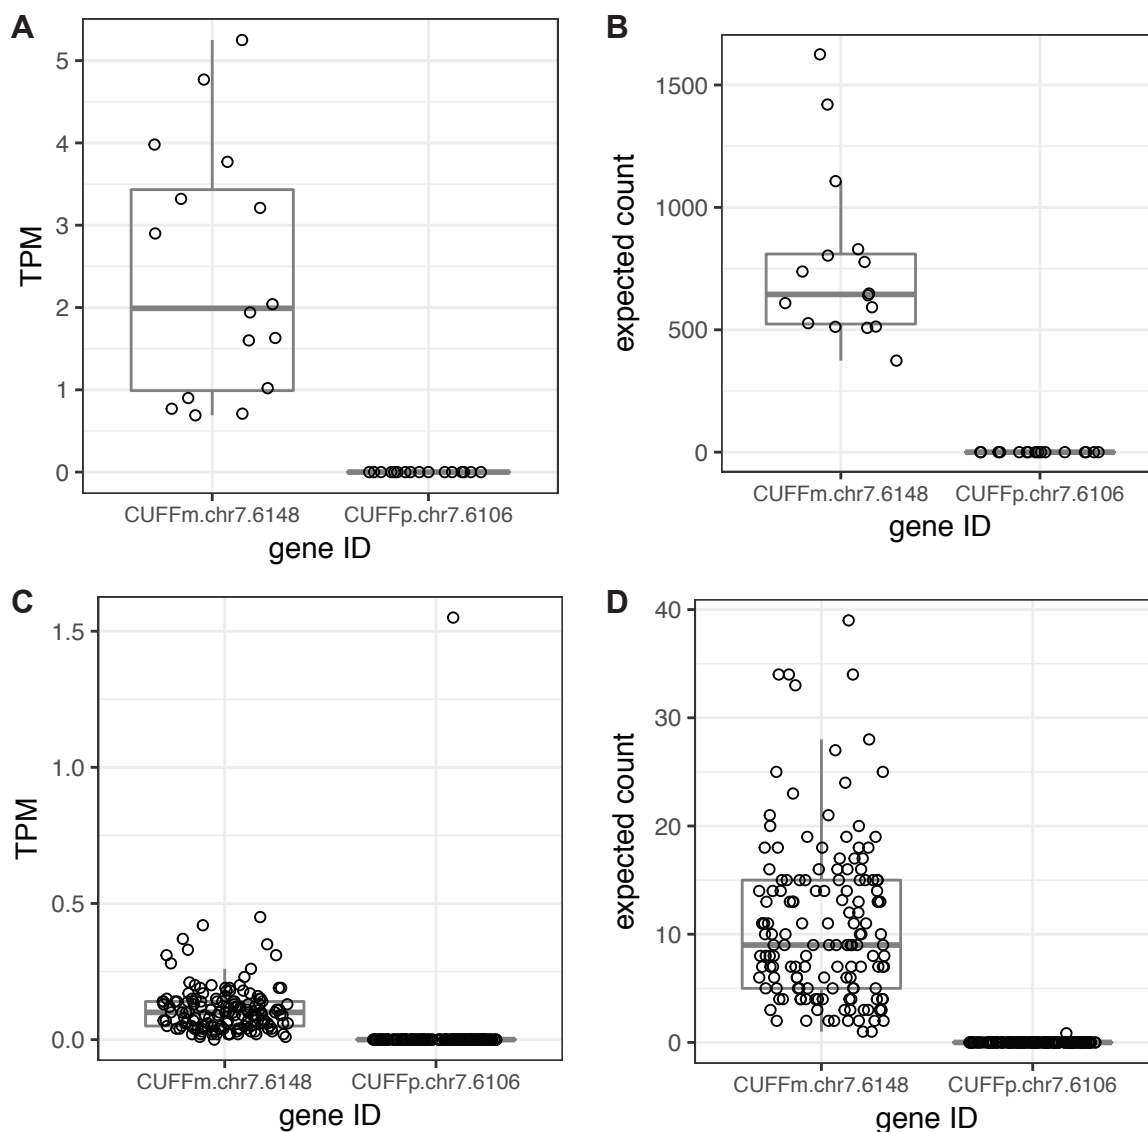 A
TPM
5
4
3
2
1
0
CUFFm.chr7.6148 CUFFp.chr7.6106
gene ID
B
expected count
1500
1000
500
0
CUFFm.chr7.6148 CUFFp.chr7.6106
gene ID
C
TPM
1.5
1.0
0.5
0.0
CUFFm.chr7.6148 CUFFp.chr7.6106
gene ID
D
expected count
40
30
20
10
0
CUFFm.chr7.6148 CUFFp.chr7.6106
gene ID